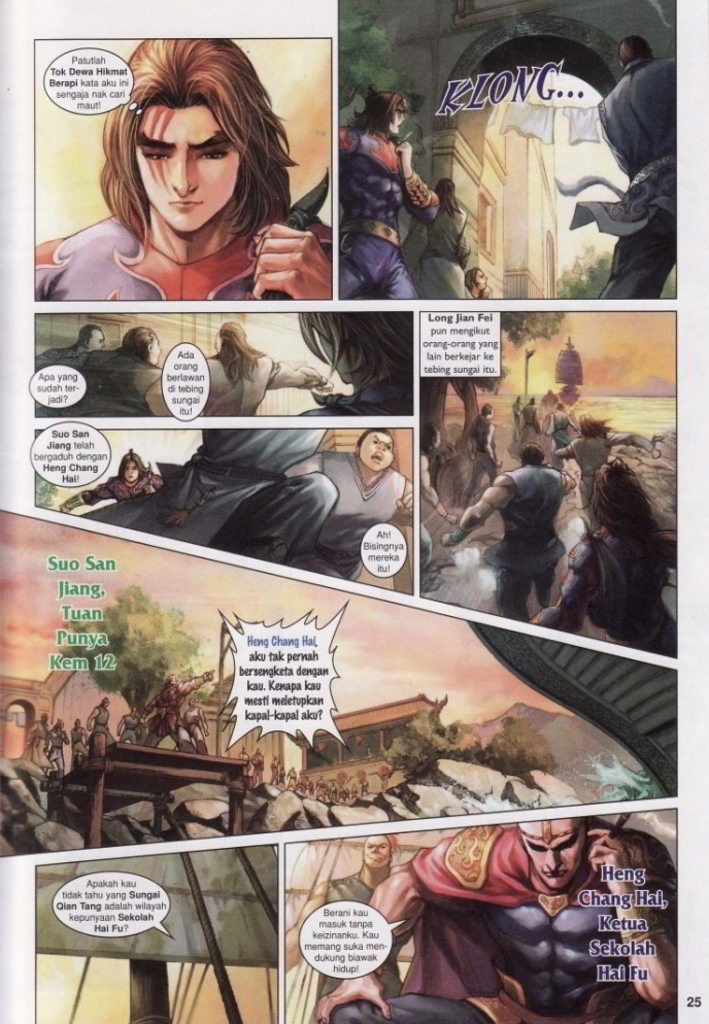 Patutlah
Tok Dewa Hikmat
Berapi kata aku ini
sengaja nak cari
maut!
KLONG...
Apa yang
sudah ter-
jadi?
Ada
orang
berlawan
di tebing
sungai
itu!
Long Jian Fei
pun mengikut
orang-orang yang
lain berkejar ke
tebing sungai itu.
Suo San
Jiang telah
bergaduh dengan
Heng Chang
Hai!
Ah!
Bisingnya
mereka
itu!
Suo San
Jiang,
Tuan
Punya
Kem 12
Heng Chang Hai,
aku tak pernah
bersengketa dengan
kau. Kenapa kau
mesti meletupkan
kapal-kapal aku?
Apakah kau
tidak tahu yang Sungai
Qian Tang adalah wilayah
kepunyaan Sekolah
Hai Fu?
Berani kau
masuk tanpa
keizinanku. Kau
memang suka men-
dukung biawak
hidup!
Heng
Chang Hai,
Ketua
Sekolah
Hai Fu
25